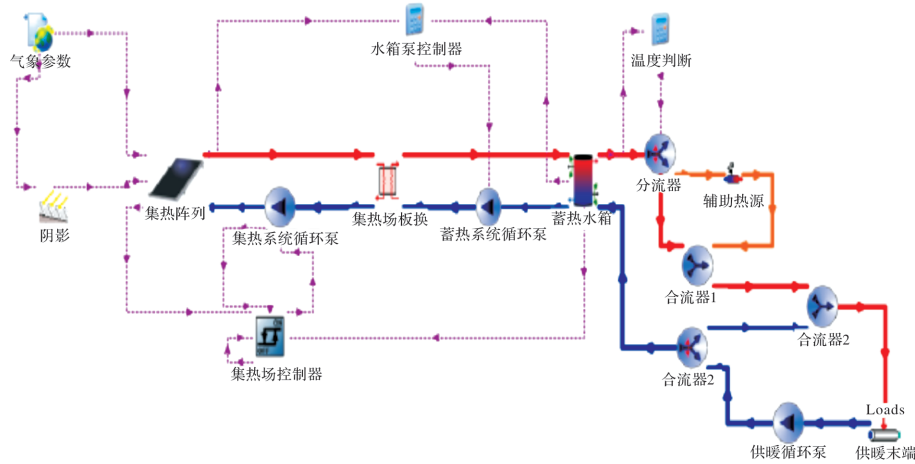 气象参数
水箱泵控制器
温度判断
阴影
集热阵列
集热系统循环泵
集热场板换
蓄热系统循环泵
蓄热水箱
分流器
辅助热源
合流器1
合流器2
集热场控制器
合流器2
Loads
供暖循环泵
供暖末端